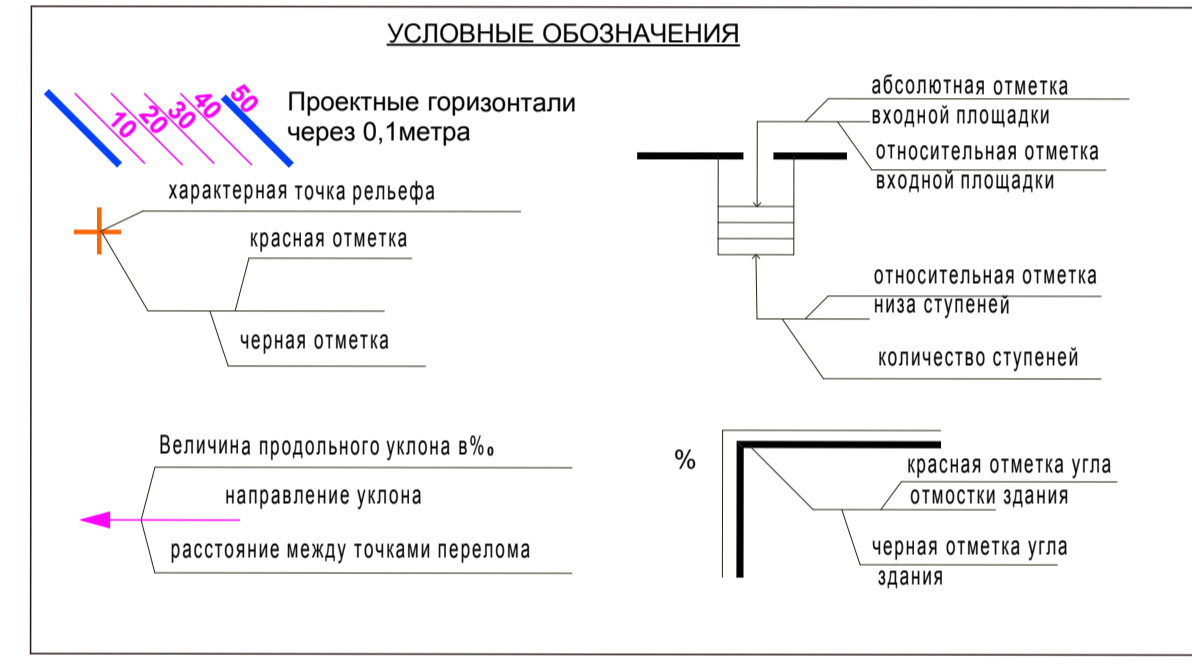 УСЛОВНЫЕ ОБОЗНАЧЕНИЯ
10 20 30 40 50
Проектные горизонтали
через 0,1метра
характерная точка рельефа
красная отметка
черная отметка
абсолютная отметка
входной площадки
относительная отметка
входной площадки
относительная отметка
низа ступеней
количество ступеней
Величина продольного уклона в‰
направление уклона
расстояние между точками перелома
%
красная отметка угла
отмостки здания
черная отметка угла
здания